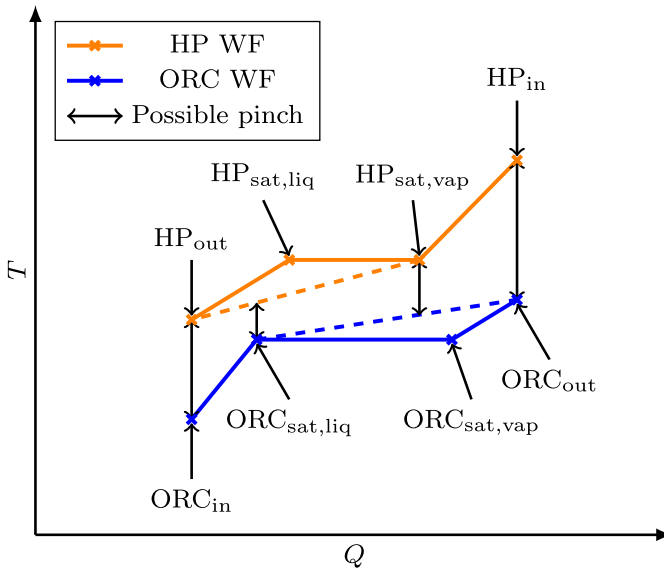 HP WF
ORC WF
Possible pinch
HP_in
HP_sat,liq
HP_sat,vap
HP_out
T
ORC_out
ORC_sat,liq
ORC_sat,vap
ORC_in
Q